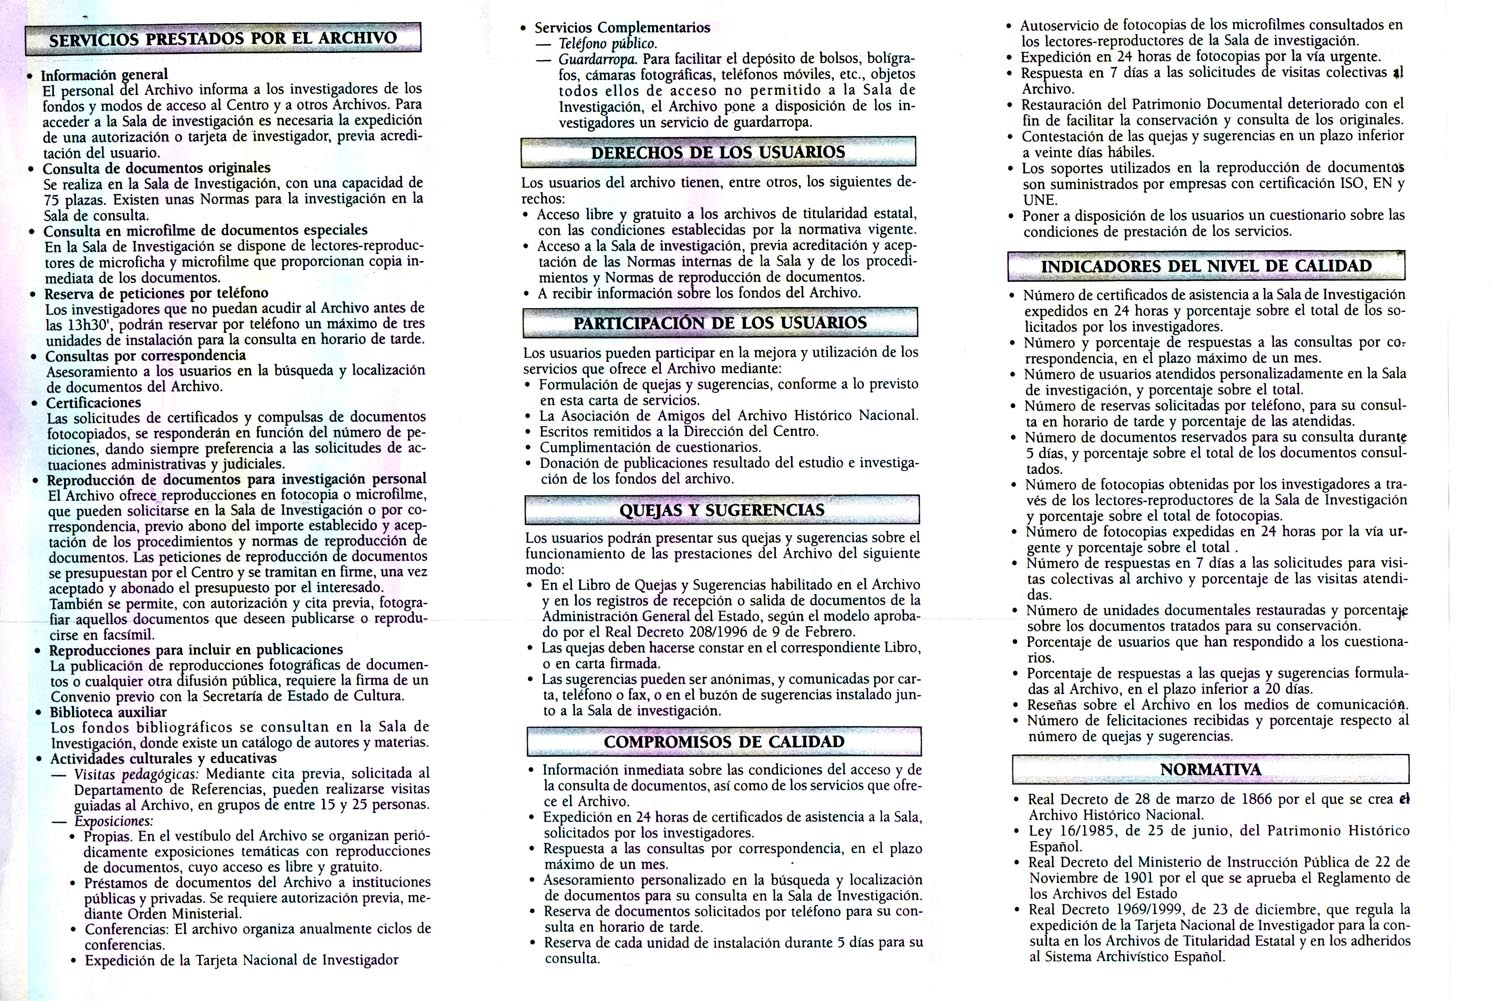 SERVICIOS PRESTADOS POR EL ARCHIVO
• Información general
El personal del Archivo informa a los investigadores de los
fondos y modos de acceso al Centro y a otros Archivos. Para
acceder a la Sala de investigación es necesaria la expedición
de una autorización o tarjeta de investigador, previa acredi-
tación del usuario.
• Consulta de documentos originales
Se realiza en la Sala de Investigación, con una capacidad de
75 plazas. Existen unas Normas para la investigación en la
Sala de consulta.
• Consulta en microfilme de documentos especiales
En la Sala de Investigación se dispone de lectores-reproduc-
tores de microficha y microfilme que proporcionan copia in-
mediata de los documentos.
• Reserva de peticiones por teléfono
Los investigadores que no puedan acudir al Archivo antes de
las 13h30', podrán reservar por teléfono un máximo de tres
unidades de instalación para la consulta en horario de tarde.
• Consultas por correspondencia
Asesoramiento a los usuarios en la búsqueda y localización
de documentos del Archivo.
• Certificaciones
Las solicitudes de certificados y compulsas de documentos
fotocopiados, se responderán en función del número de pe-
ticiones, dando siempre preferencia a las solicitudes de ac-
tuaciones administrativas y judiciales.
• Reproducción de documentos para investigación personal
El Archivo ofrece reproducciones en fotocopia o microfilme,
que pueden solicitarse en la Sala de Investigación o por co-
rrespondencia, previo abono del importe establecido y acep-
tación de los procedimientos y normas de reproducción de
documentos. Las peticiones de reproducción de documentos
se presupuestan por el Centro y se tramitan en firme, una vez
aceptado y abonado el presupuesto por el interesado.
También se permite, con autorización y cita previa, fotogra-
fiar aquellos documentos que deseen publicarse o reprodu-
cirse en facsímil.
• Reproducciones para incluir en publicaciones
La publicación de reproducciones fotográficas de documen-
tos o cualquier otra difusión pública, requiere la firma de un
Convenio previo con la Secretaría de Estado de Cultura.
• Biblioteca auxiliar
Los fondos bibliográficos se consultan en la Sala de
Investigación, donde existe un catálogo de autores y materias.
• Actividades culturales y educativas
— Visitas pedagógicas: Mediante cita previa, solicitada al
Departamento de Referencias, pueden realizarse visitas
guiadas al Archivo, en grupos de entre 15 y 25 personas.
— Exposiciones:
• Propias. En el vestíbulo del Archivo se organizan perió-
dicamente exposiciones temáticas con reproducciones
de documentos, cuyo acceso es libre y gratuito.
• Préstamos de documentos del Archivo a instituciones
públicas y privadas. Se requiere autorización previa, me-
diante Orden Ministerial.
• Conferencias: El archivo organiza anualmente ciclos de
conferencias.
• Expedición de la Tarjeta Nacional de Investigador
• Servicios Complementarios
— Teléfono público.
— Guardarropa. Para facilitar el depósito de bolsos, bolígra-
fos, cámaras fotográficas, teléfonos móviles, etc., objetos
todos ellos de acceso no permitido a la Sala de
Investigación, el Archivo pone a disposición de los in-
vestigadores un servicio de guardarropa.
DERECHOS DE LOS USUARIOS
Los usuarios del archivo tienen, entre otros, los siguientes de-
rechos:
• Acceso libre y gratuito a los archivos de titularidad estatal,
con las condiciones establecidas por la normativa vigente.
• Acceso a la Sala de investigación, previa acreditación y acep-
tación de las Normas internas de la Sala y de los procedi-
mientos y Normas de reproducción de documentos.
• A recibir información sobre los fondos del Archivo.
PARTICIPACIÓN DE LOS USUARIOS
Los usuarios pueden participar en la mejora y utilización de los
servicios que ofrece el Archivo mediante:
• Formulación de quejas y sugerencias, conforme a lo previsto
en esta carta de servicios.
• La Asociación de Amigos del Archivo Histórico Nacional.
• Escritos remitidos a la Dirección del Centro.
• Cumplimentación de cuestionarios.
• Donación de publicaciones resultado del estudio e investiga-
ción de los fondos del archivo.
QUEJAS Y SUGERENCIAS
Los usuarios podrán presentar sus quejas y sugerencias sobre el
funcionamiento de las prestaciones del Archivo del siguiente
modo:
• En el Libro de Quejas y Sugerencias habilitado en el Archivo
y en los registros de recepción o salida de documentos de la
Administración General del Estado, según el modelo aproba-
do por el Real Decreto 208/1996 de 9 de Febrero.
• Las quejas deben hacerse constar en el correspondiente Libro,
o en carta firmada.
• Las sugerencias pueden ser anónimas, y comunicadas por car-
ta, teléfono o fax, o en el buzón de sugerencias instalado jun-
to a la Sala de investigación.
COMPROMISOS DE CALIDAD
• Información inmediata sobre las condiciones del acceso y de
la consulta de documentos, así como de los servicios que ofre-
ce el Archivo.
• Expedición en 24 horas de certificados de asistencia a la Sala,
solicitados por los investigadores.
• Respuesta a las consultas por correspondencia, en el plazo
máximo de un mes.
• Asesoramiento personalizado en la búsqueda y localización
de documentos para su consulta en la Sala de Investigación.
• Reserva de documentos solicitados por teléfono para su con-
sulta en horario de tarde.
• Reserva de cada unidad de instalación durante 5 días para su
consulta.
• Autoservicio de fotocopias de los microfilmes consultados en
los lectores-reproductores de la Sala de investigación.
• Expedición en 24 horas de fotocopias por la vía urgente.
• Respuesta en 7 días a las solicitudes de visitas colectivas al
Archivo.
• Restauración del Patrimonio Documental deteriorado con el
fin de facilitar la conservación y consulta de los originales.
• Contestación de las quejas y sugerencias en un plazo inferior
a veinte días hábiles.
• Los soportes utilizados en la reproducción de documentos
son suministrados por empresas con certificación ISO, EN y
UNE.
• Poner a disposición de los usuarios un cuestionario sobre las
condiciones de prestación de los servicios.
INDICADORES DEL NIVEL DE CALIDAD
• Número de certificados de asistencia a la Sala de Investigación
expedidos en 24 horas y porcentaje sobre el total de los so-
licitados por los investigadores.
• Número y porcentaje de respuestas a las consultas por co-
rrespondencia, en el plazo máximo de un mes.
• Número de usuarios atendidos personalizadamente en la Sala
de investigación, y porcentaje sobre el total.
• Número de reservas solicitadas por teléfono, para su consul-
ta en horario de tarde y porcentaje de las atendidas.
• Número de documentos reservados para su consulta durante
5 días, y porcentaje sobre el total de los documentos consul-
tados.
• Número de fotocopias obtenidas por los investigadores a tra-
vés de los lectores-reproductores de la Sala de Investigación
y porcentaje sobre el total de fotocopias.
• Número de fotocopias expedidas en 24 horas por la vía ur-
gente y porcentaje sobre el total .
• Número de respuestas en 7 días a las solicitudes para visi-
tas colectivas al archivo y porcentaje de las visitas atendi-
das.
• Número de unidades documentales restauradas y porcentaje
sobre los documentos tratados para su conservación.
• Porcentaje de usuarios que han respondido a los cuestiona-
rios.
• Porcentaje de respuestas a las quejas y sugerencias formula-
das al Archivo, en el plazo inferior a 20 días.
• Reseñas sobre el Archivo en los medios de comunicación.
• Número de felicitaciones recibidas y porcentaje respecto al
número de quejas y sugerencias.
NORMATIVA
• Real Decreto de 28 de marzo de 1866 por el que se crea el
Archivo Histórico Nacional.
• Ley 16/1985, de 25 de junio, del Patrimonio Histórico
Español.
• Real Decreto del Ministerio de Instrucción Pública de 22 de
Noviembre de 1901 por el que se aprueba el Reglamento de
los Archivos del Estado
• Real Decreto 1969/1999, de 23 de diciembre, que regula la
expedición de la Tarjeta Nacional de Investigador para la con-
sulta en los Archivos de Titularidad Estatal y en los adheridos
al Sistema Archivístico Español.